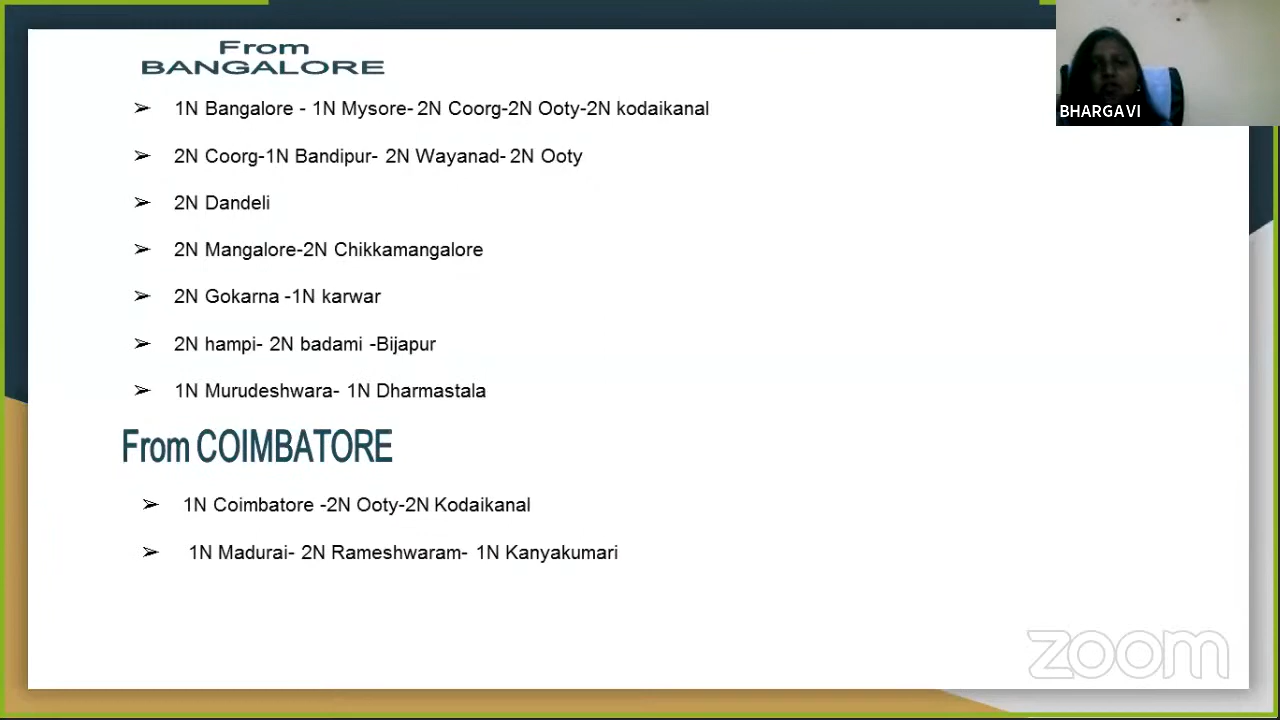 From
BANGALORE
➢ 1N Bangalore - 1N Mysore- 2N Coorg-2N Ooty-2N kodaikanal
➢ 2N Coorg-1N Bandipur- 2N Wayanad- 2N Ooty
➢ 2N Dandeli
➢ 2N Mangalore-2N Chikkamangalore
➢ 2N Gokarna -1N karwar
➢ 2N hampi- 2N badami -Bijapur
➢ 1N Murudeshwara- 1N Dharmastala
From COIMBATORE
➢ 1N Coimbatore -2N Ooty-2N Kodaikanal
➢ 1N Madurai- 2N Rameshwaram- 1N Kanyakumari
BHARGAVI
zoom